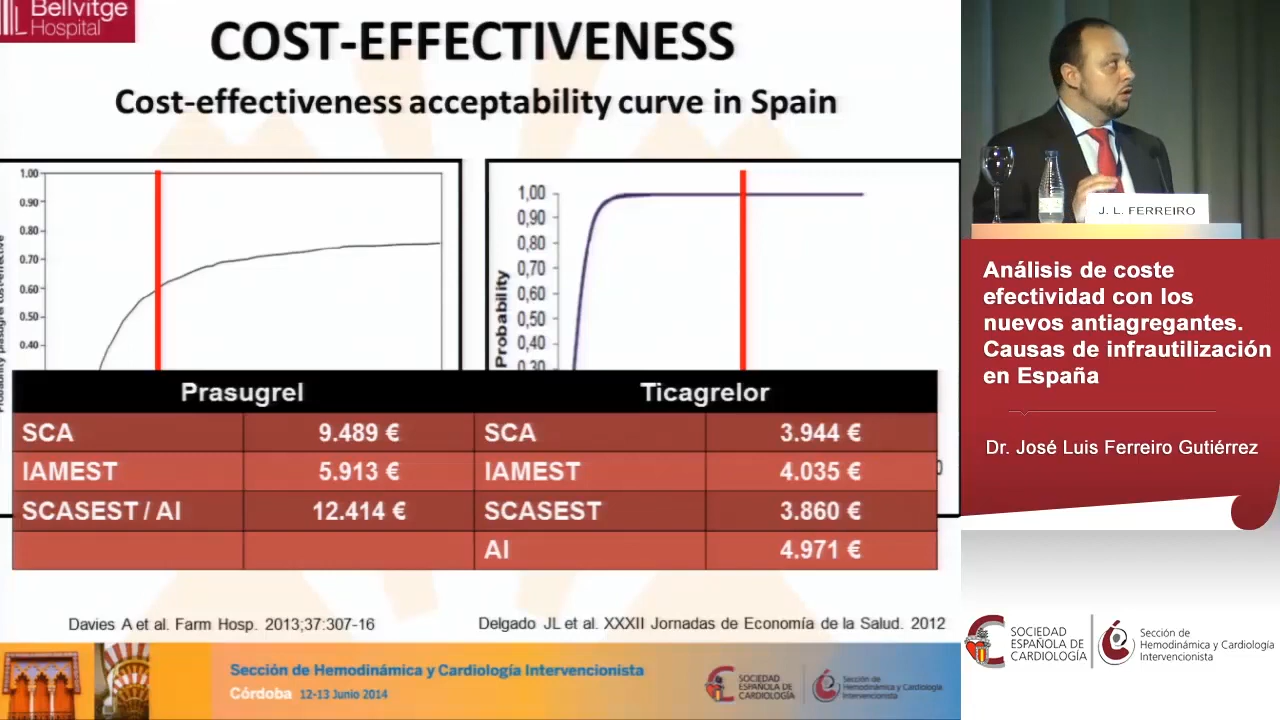 Bellvitge
Hospital
COST-EFFECTIVENESS
Cost-effectiveness acceptability curve in Spain
1.00
0.90
0.80
0.70
0.60
0.50
0.40
1,00
0,90
0,80
0,70
0,60
0,50
0,40
0,30
Probability
Prasugrel
Ticagrelor
SCA 9.489 € SCA 3.944 €
IAMEST 5.913 € IAMEST 4.035 €
SCASEST / AI 12.414 € SCASEST 3.860 €
AI 4.971 €
Davies A et al. Farm Hosp. 2013;37:307-16
Delgado JL et al. XXXII Jornadas de Economía de la Salud. 2012
Sección de Hemodinámica y Cardiología Intervencionista
Córdoba 12-13 Junio 2014
SOCIEDAD
ESPAÑOLA DE
CARDIOLOGÍA
Sección de
Hemodinámica y Cardiología
Intervencionista
J. L. FERREIRO
Análisis de coste
efectividad con los
nuevos antiagregantes.
Causas de infrautilización
en España
Dr. José Luis Ferreiro Gutiérrez
SOCIEDAD
ESPAÑOLA DE
CARDIOLOGÍA
Sección de
Hemodinámica y Cardiología
Intervencionista